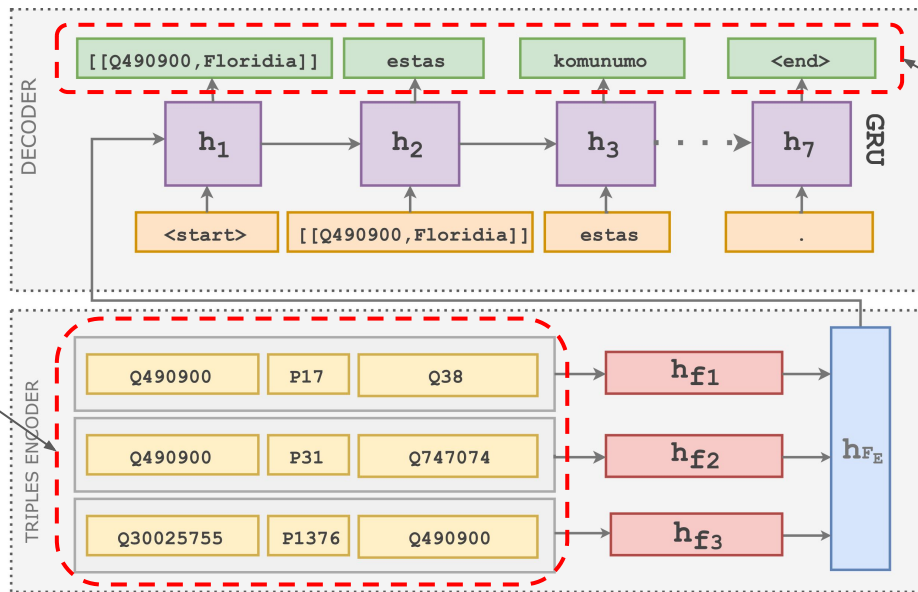 DECODER
[[Q490900,Floridia]] estas komunumo <end>
h1 h2 h3 h7 GRU
<start> [[Q490900,Floridia]] estas .
TRIPLES ENCODER
Q490900 P17 Q38 hf1
Q490900 P31 Q747074 hf2 hFE
Q30025755 P1376 Q490900 hf3